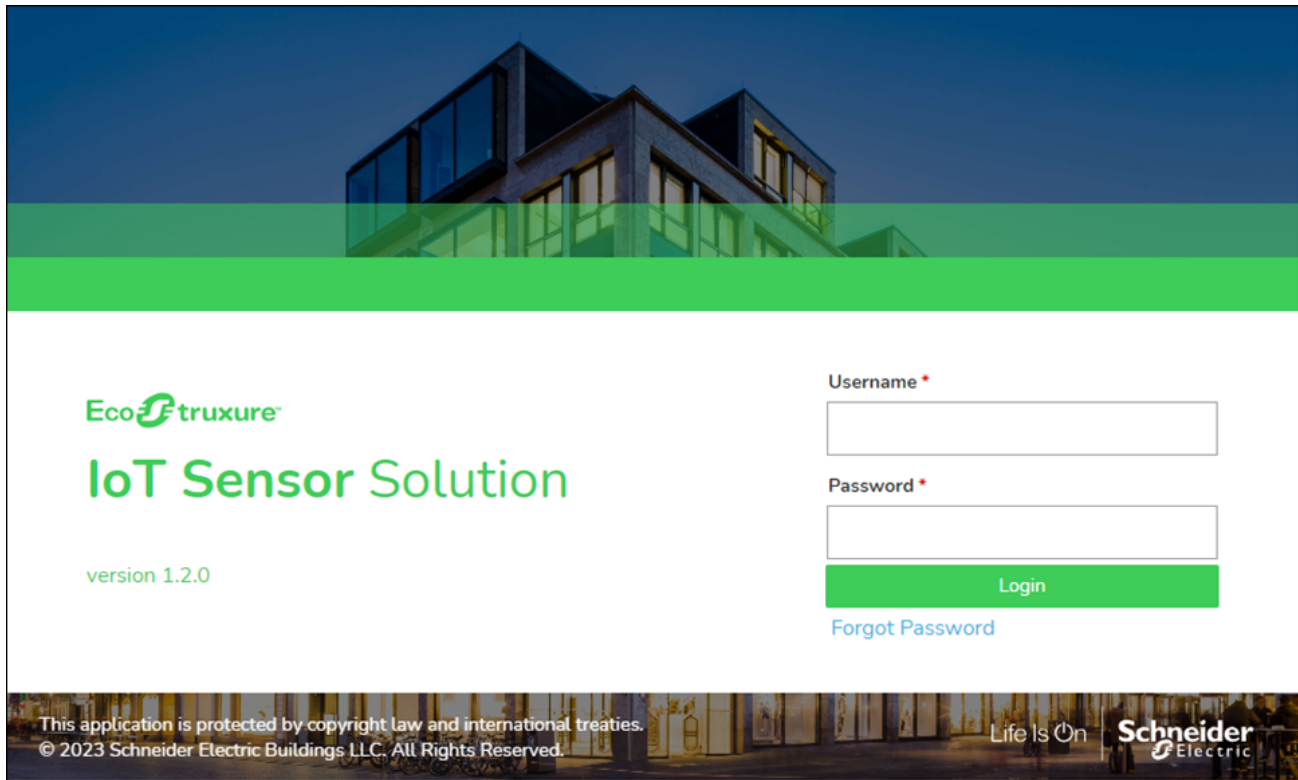 EcoStruxure™
IoT Sensor Solution
version 1.2.0
Username *
Password *
Login
Forgot Password
This application is protected by copyright law and international treaties.
© 2023 Schneider Electric Buildings LLC. All Rights Reserved.
Life Is On
Schneider
Electric